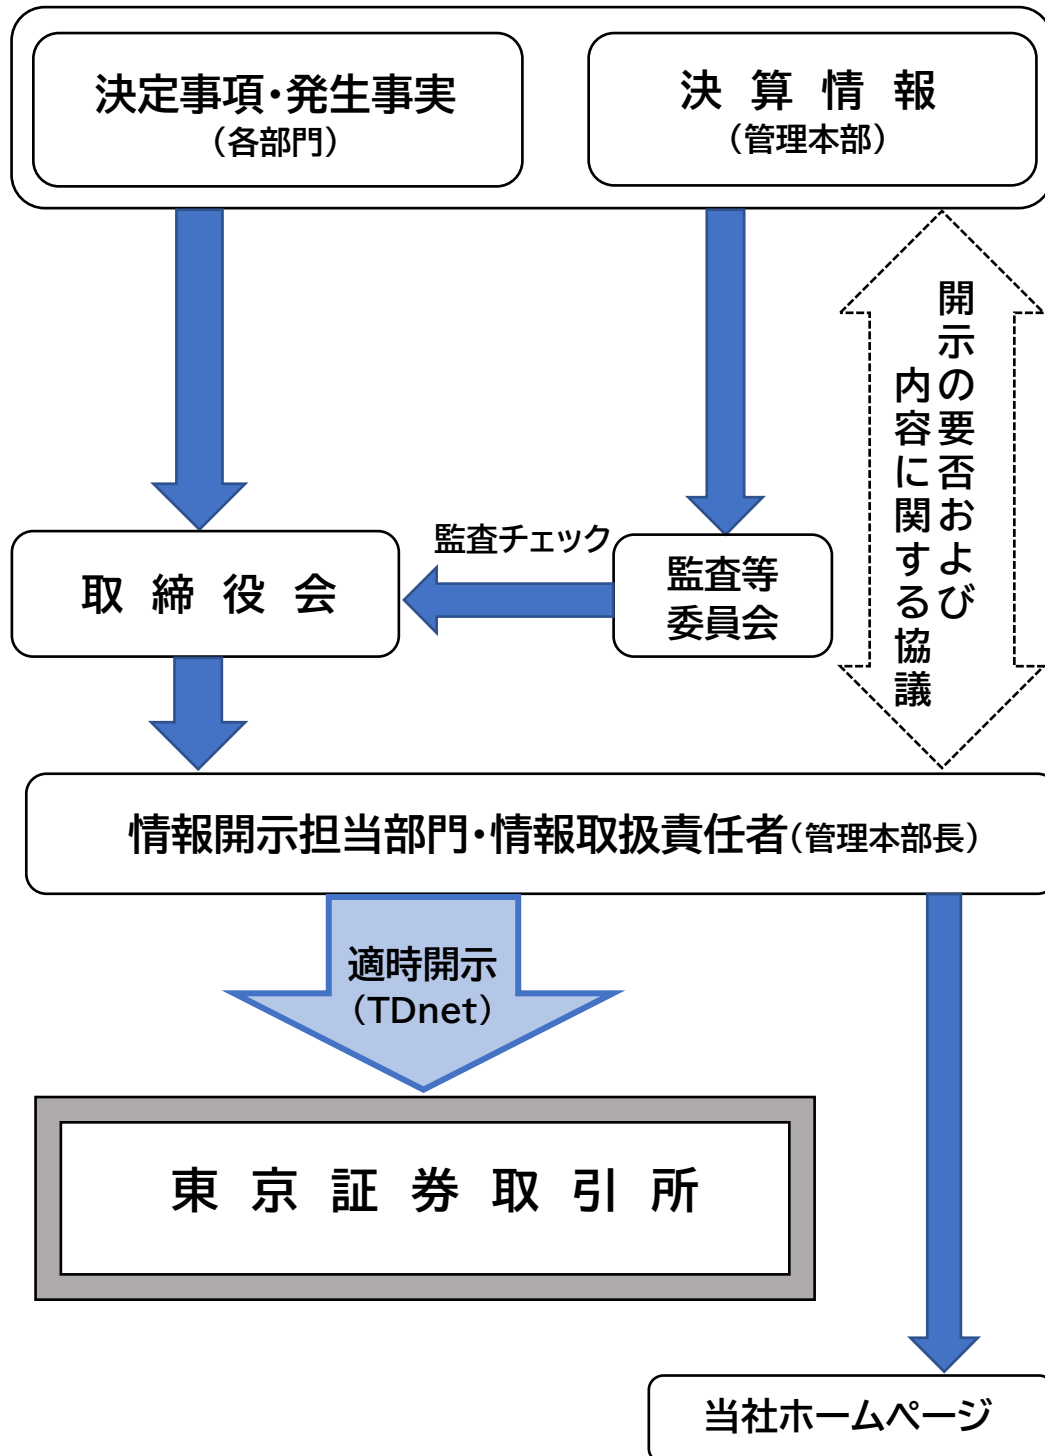 決定事項・発生事実
（各部門）
決算情報
（管理本部）
開示の要否および
内容に関する協議
監査チェック
取締役会
監査等
委員会
情報開示担当部門・情報取扱責任者（管理本部長）
適時開示
（TDnet）
東京証券取引所
当社ホームページ